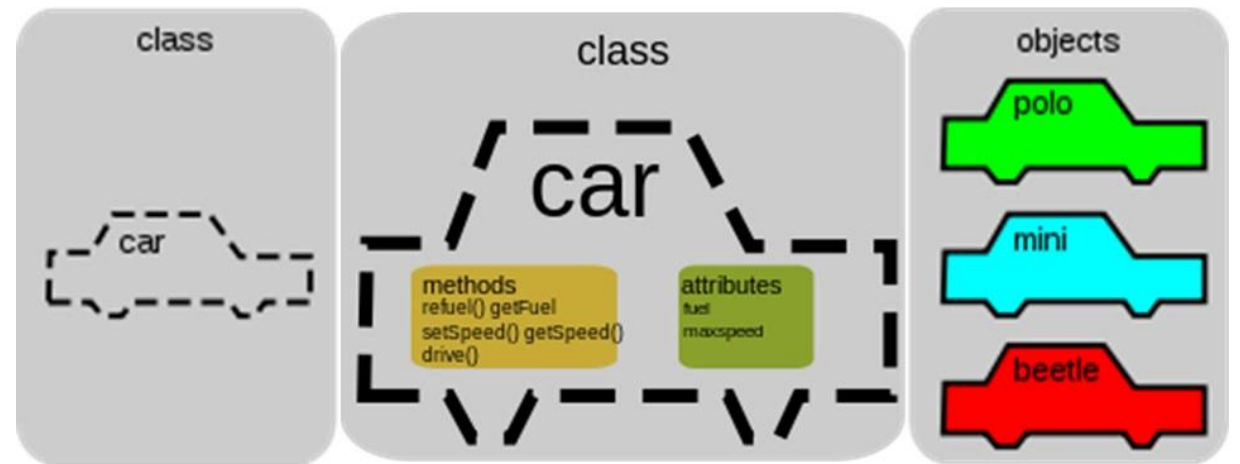 class
car
class
car
methods
refuel() getFuel
setSpeed() getSpeed()
drive()
attributes
fuel
maxspeed
objects
polo
mini
beetle